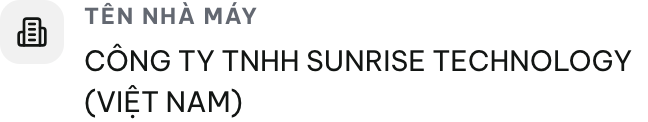 TÊN NHÀ MÁY
CÔNG TY TNHH SUNRISE TECHNOLOGY
(VIỆT NAM)